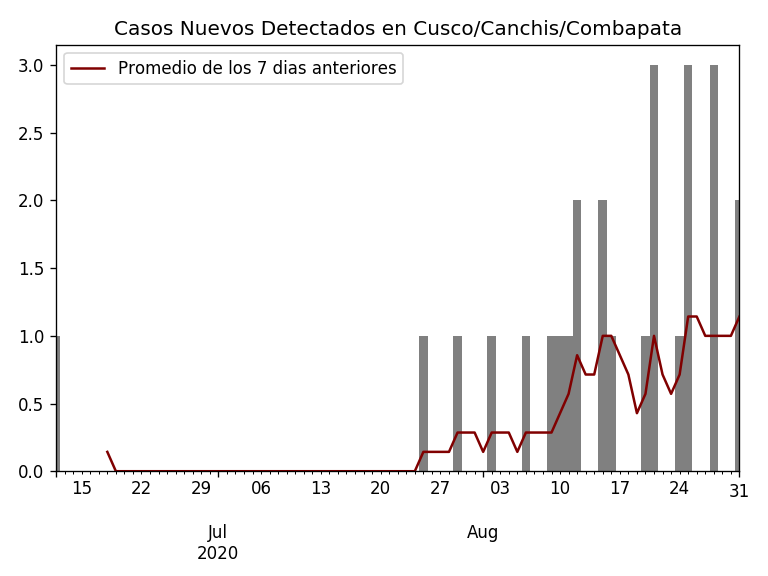 Casos Nuevos Detectados en Cusco/Canchis/Combapata
Promedio de los 7 dias anteriores
3.0
2.5
2.0
1.5
1.0
0.5
0.0
15 22 29 06 13 20 27 03 10 17 24 31
Jul Aug
2020